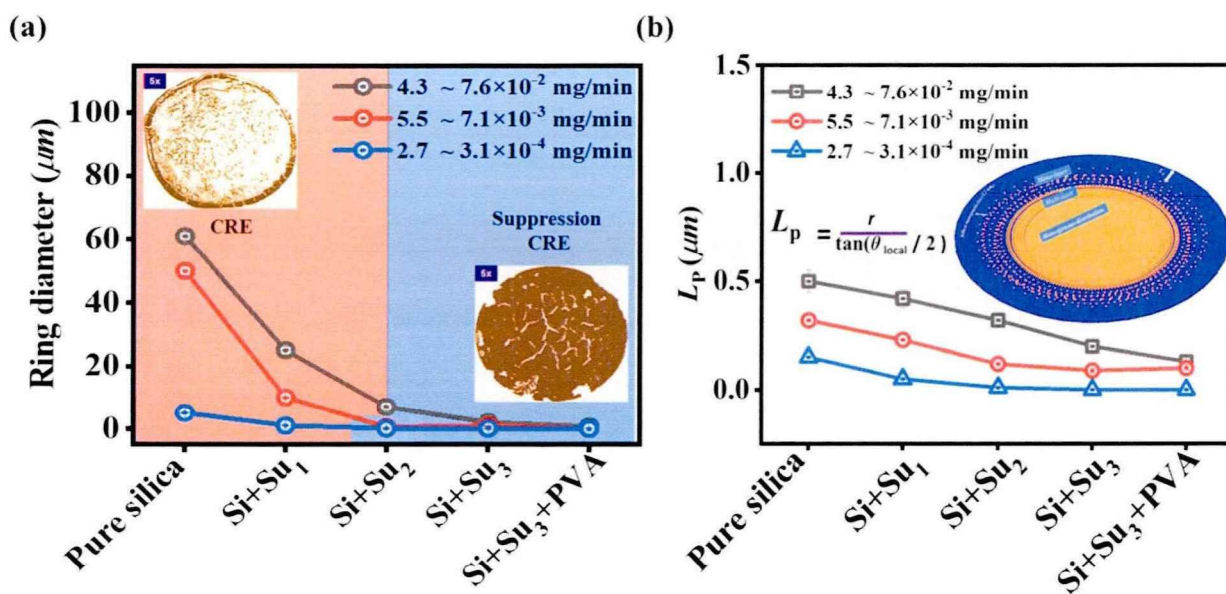 (a)
Ring diameter (μm)
100
80
60
40
20
0
5x
CRE
4.3 ~ 7.6×10⁻² mg/min
5.5 ~ 7.1×10⁻³ mg/min
2.7 ~ 3.1×10⁻⁴ mg/min
Suppression
CRE
5x
Pure silica
Si+Su₁
Si+Su₂
Si+Su₃
Si+Su₃+PVA
(b)
Lₚ (μm)
1.5
1.0
0.5
0.0
4.3 ~ 7.6×10⁻² mg/min
5.5 ~ 7.1×10⁻³ mg/min
2.7 ~ 3.1×10⁻⁴ mg/min
Lₚ = r / tan(θ local / 2)
Pure silica
Si+Su₁
Si+Su₂
Si+Su₃
Si+Su₃+PVA